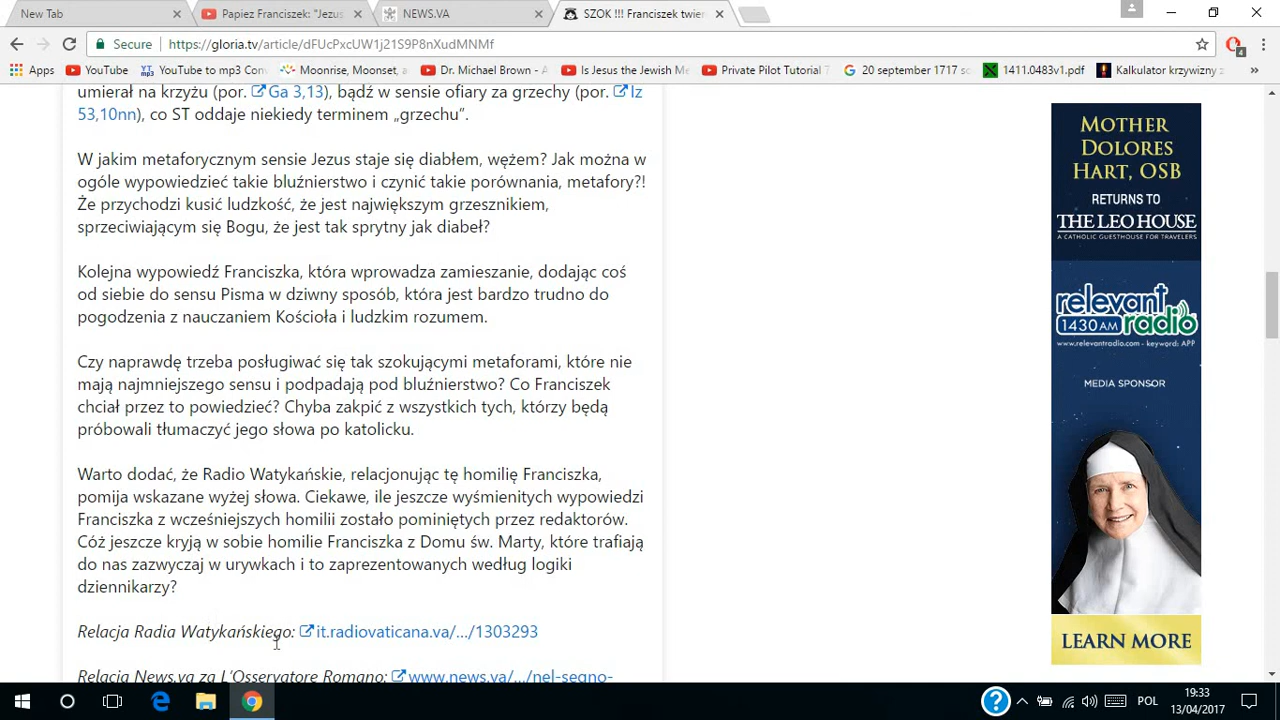 New Tab
Papież Franciszek: "Jezus
NEWS.VA
SZOK !!! Franciszek twier
Secure
https://gloria.tv/article/dFUcPxcUW1j21S9P8nXudMNMf
4
Apps
YouTube
YouTube to mp3 Conv
Moonrise, Moonset, a
Dr. Michael Brown - A
Is Jesus the Jewish Me
Private Pilot Tutorial 7
20 september 1717 so
1411.0483v1.pdf
Kalkulator krzywizny z
»
umierał na krzyżu (por. Ga 3,13), bądź w sensie ofiary za grzechy (por. Iz
53,10nn), co ST oddaje niekiedy terminem „grzechu”.
W jakim metaforycznym sensie Jezus staje się diabłem, wężem? Jak można w
ogóle wypowiedzieć takie bluźnierstwo i czynić takie porównania, metafory?!
Że przychodzi kusić ludzkość, że jest największym grzesznikiem,
sprzeciwiającym się Bogu, że jest tak sprytny jak diabeł?
Kolejna wypowiedź Franciszka, która wprowadza zamieszanie, dodając coś
od siebie do sensu Pisma w dziwny sposób, która jest bardzo trudno do
pogodzenia z nauczaniem Kościoła i ludzkim rozumem.
Czy naprawdę trzeba posługiwać się tak szokującymi metaforami, które nie
mają najmniejszego sensu i podpadają pod bluźnierstwo? Co Franciszek
chciał przez to powiedzieć? Chyba zakpić z wszystkich tych, którzy będą
próbowali tłumaczyć jego słowa po katolicku.
Warto dodać, że Radio Watykańskie, relacjonując tę homilię Franciszka,
pomija wskazane wyżej słowa. Ciekawe, ile jeszcze wyśmienitych wypowiedzi
Franciszka z wcześniejszych homilii zostało pominiętych przez redaktorów.
Cóż jeszcze kryją w sobie homilie Franciszka z Domu św. Marty, które trafiają
do nas zazwyczaj w urywkach i to zaprezentowanych według logiki
dziennikarzy?
Relacja Radia Watykańskiego: it.radiovaticana.va/.../1303293
Relacja News.va za L'Osservatore Romano: www.news.va/.../nel-segno-
MOTHER
DOLORES
HART, OSB
RETURNS TO
THE LEO HOUSE
A CATHOLIC GUESTHOUSE FOR TRAVELERS
relevant
1430 AM radio
www.relevantradio.com - keyword: APP
MEDIA SPONSOR
LEARN MORE
POL
19:33
13/04/2017